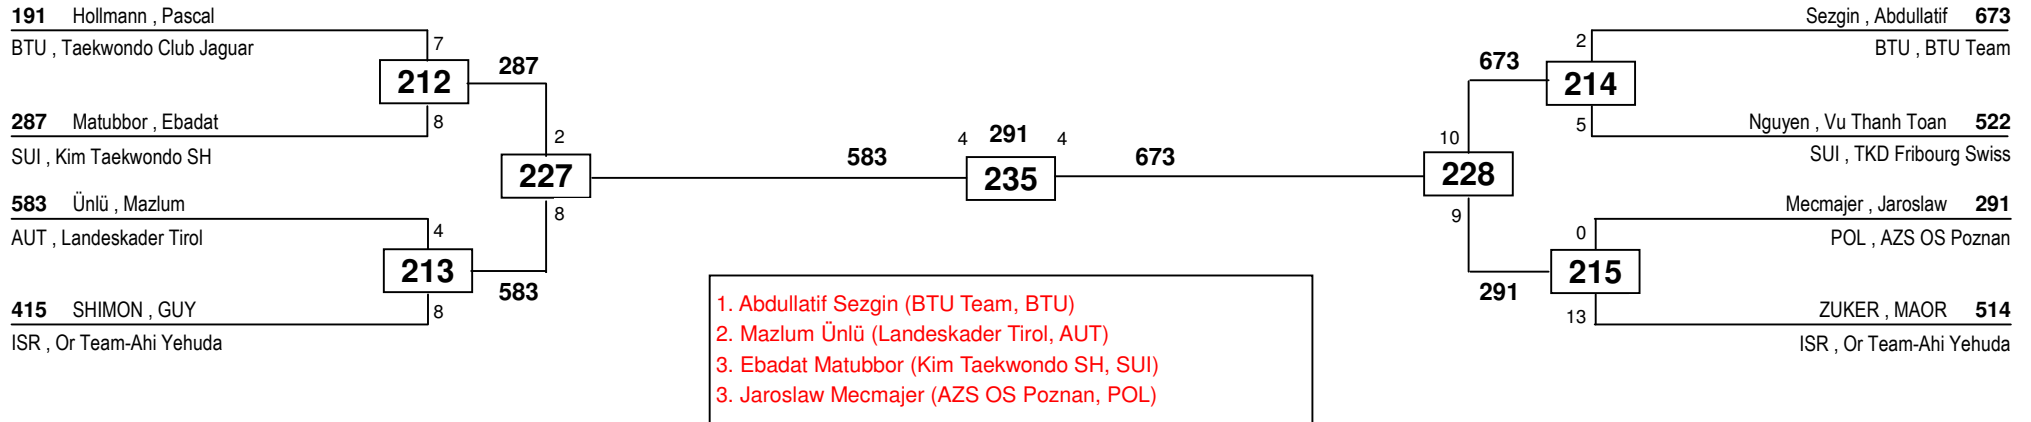 191 Hollmann , Pascal
BTU , Taekwondo Club Jaguar
7
212
287
8
287 Matubbor , Ebadat
SUI , Kim Taekwondo SH
2
227
8
583 Ünlü , Mazlum
AUT , Landeskader Tirol
4
213
583
8
415 SHIMON , GUY
ISR , Or Team-Ahi Yehuda
583
4 291 4
235
673
Sezgin , Abdullatif 673
BTU , BTU Team
2
673
214
5
Nguyen , Vu Thanh Toan 522
SUI , TKD Fribourg Swiss
10
228
9
Mecmajer , Jaroslaw 291
POL , AZS OS Poznan
0
215
291
13
ZUKER , MAOR 514
ISR , Or Team-Ahi Yehuda
1. Abdullatif Sezgin (BTU Team, BTU)
2. Mazlum Ünlü (Landeskader Tirol, AUT)
3. Ebadat Matubbor (Kim Taekwondo SH, SUI)
3. Jaroslaw Mecmajer (AZS OS Poznan, POL)